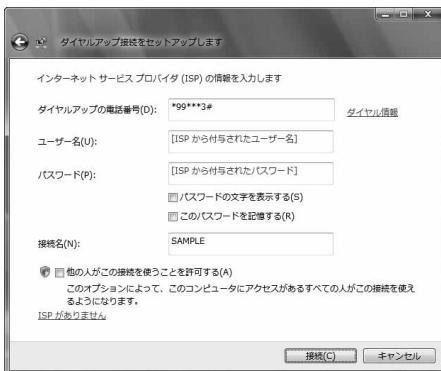 ダイヤルアップ接続をセットアップします
インターネット サービス プロバイダ (ISP) の情報を入力します
ダイヤルアップの電話番号(D):
*99***3#
ダイヤル情報
ユーザー名(U):
[ISP から付与されたユーザー名]
パスワード(P):
[ISP から付与されたパスワード]
パスワードの文字を表示する(S)
このパスワードを記憶する(R)
接続名(N):
SAMPLE
他の人がこの接続を使うことを許可する(A)
このオプションによって、このコンピュータにアクセスがあるすべての人がこの接続を使え
るようになります。
ISP がありません
接続(C)
キャンセル